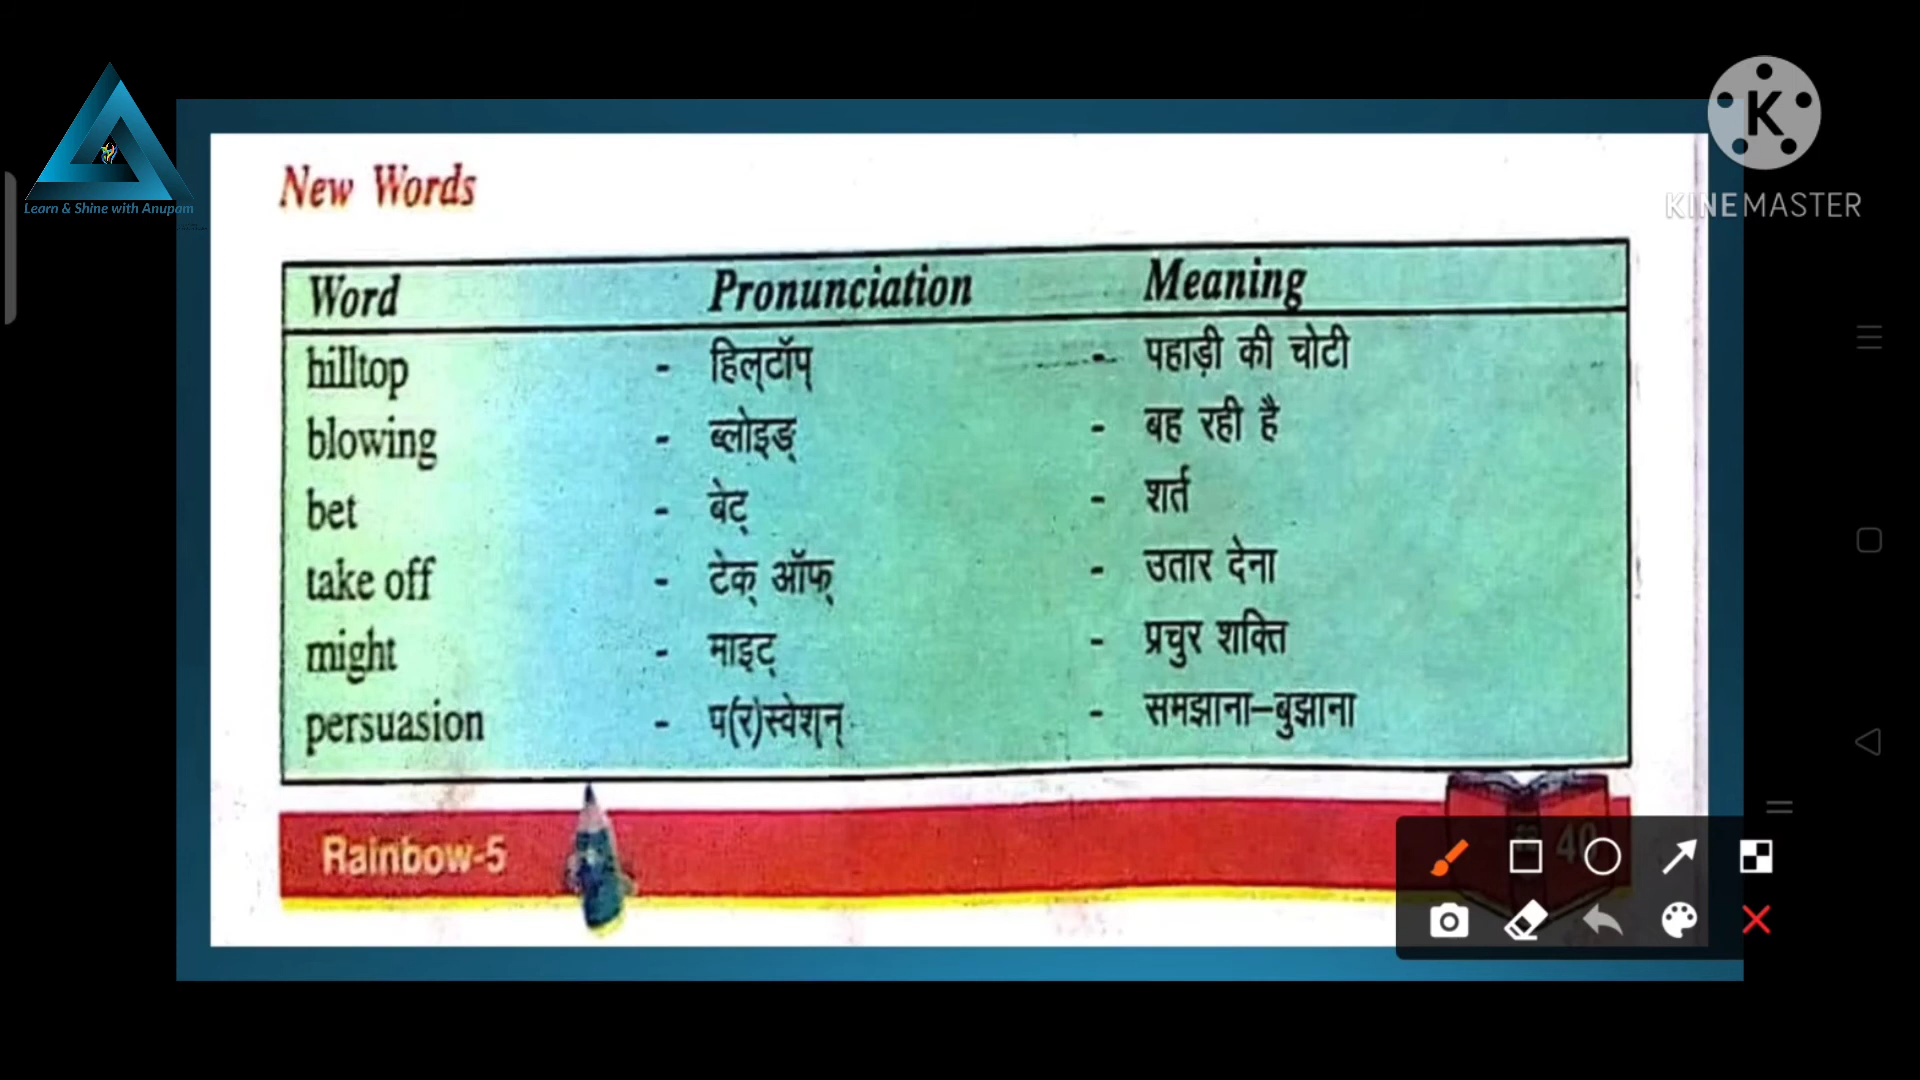 Learn & Shine with Anupam
K
KINEMASTER
New Words
Word Pronunciation Meaning
hilltop - हिल्टॉप् - पहाड़ी की चोटी
blowing - ब्लोइङ् - बह रही है
bet - बेट् - शर्त
take off - टेक् ऑफ् - उतार देना
might - माइट् - प्रचुर शक्ति
persuasion - प(र)स्वेश्न् - समझाना–बुझाना
Rainbow-5
40